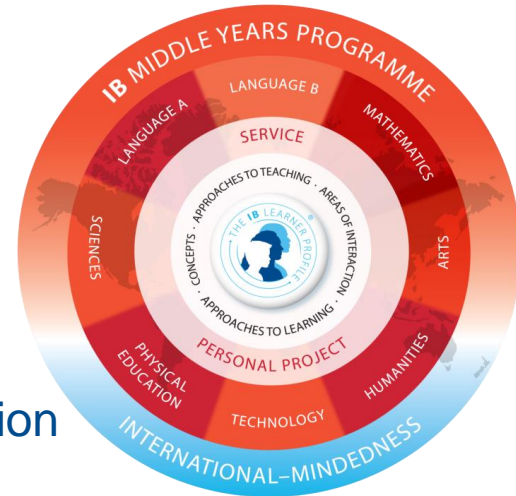 IB MIDDLE YEARS PROGRAMME
LANGUAGE B
LANGUAGE A
MATHEMATICS
SERVICE
SCIENCES
ARTS
· CONCEPTS · APPROACHES TO TEACHING · AREAS OF INTERACTION
THE IB LEARNER PROFILE
®
· APPROACHES TO LEARNING ·
PERSONAL PROJECT
PHYSICAL
EDUCATION
HUMANITIES
TECHNOLOGY
ion
INTERNATIONAL–MINDEDNESS